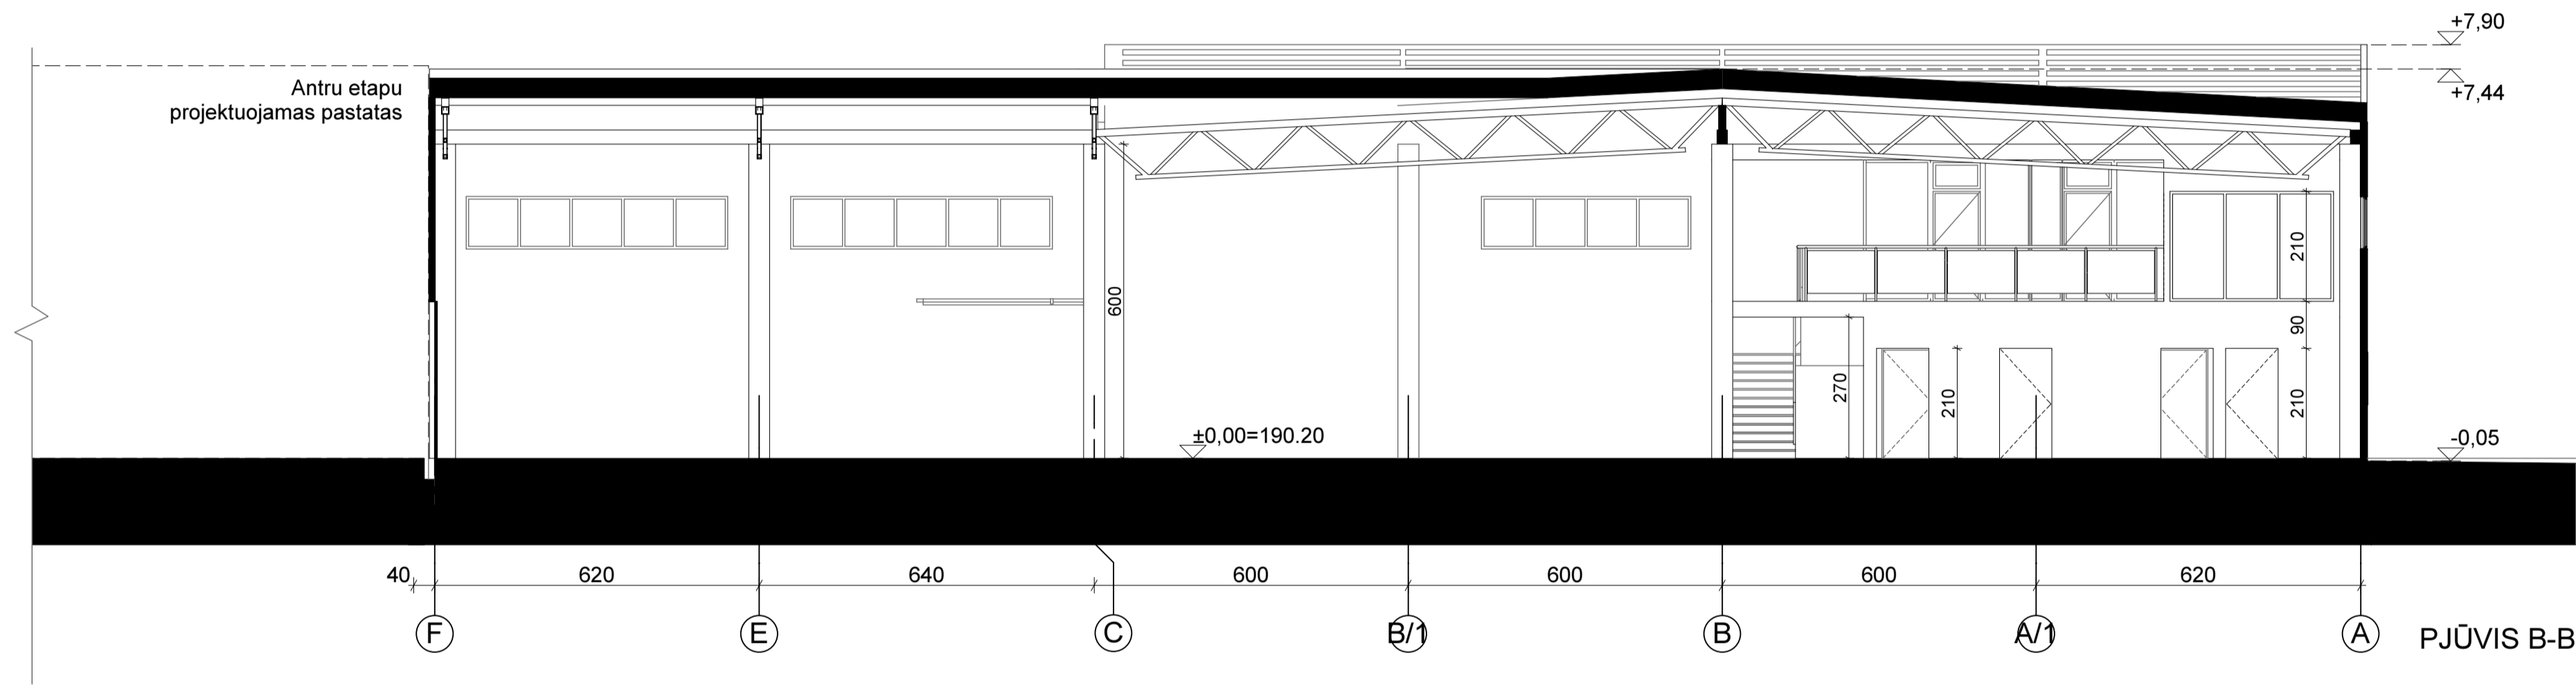 +7,90
Antru etapu
projektuojamas pastatas
+7,44
210
600
90
270
210
210
±0,00=190.20
-0,05
40
620
640
600
600
600
620
F
E
C
B/1
B
A/1
A
PJŪVIS B-B